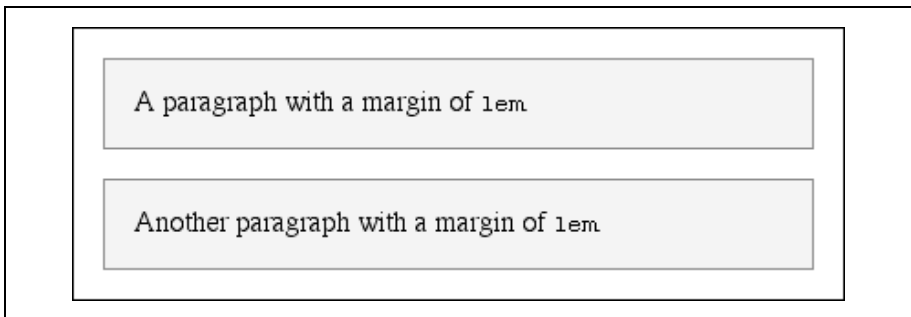 A paragraph with a margin of 1em.
Another paragraph with a margin of 1em.